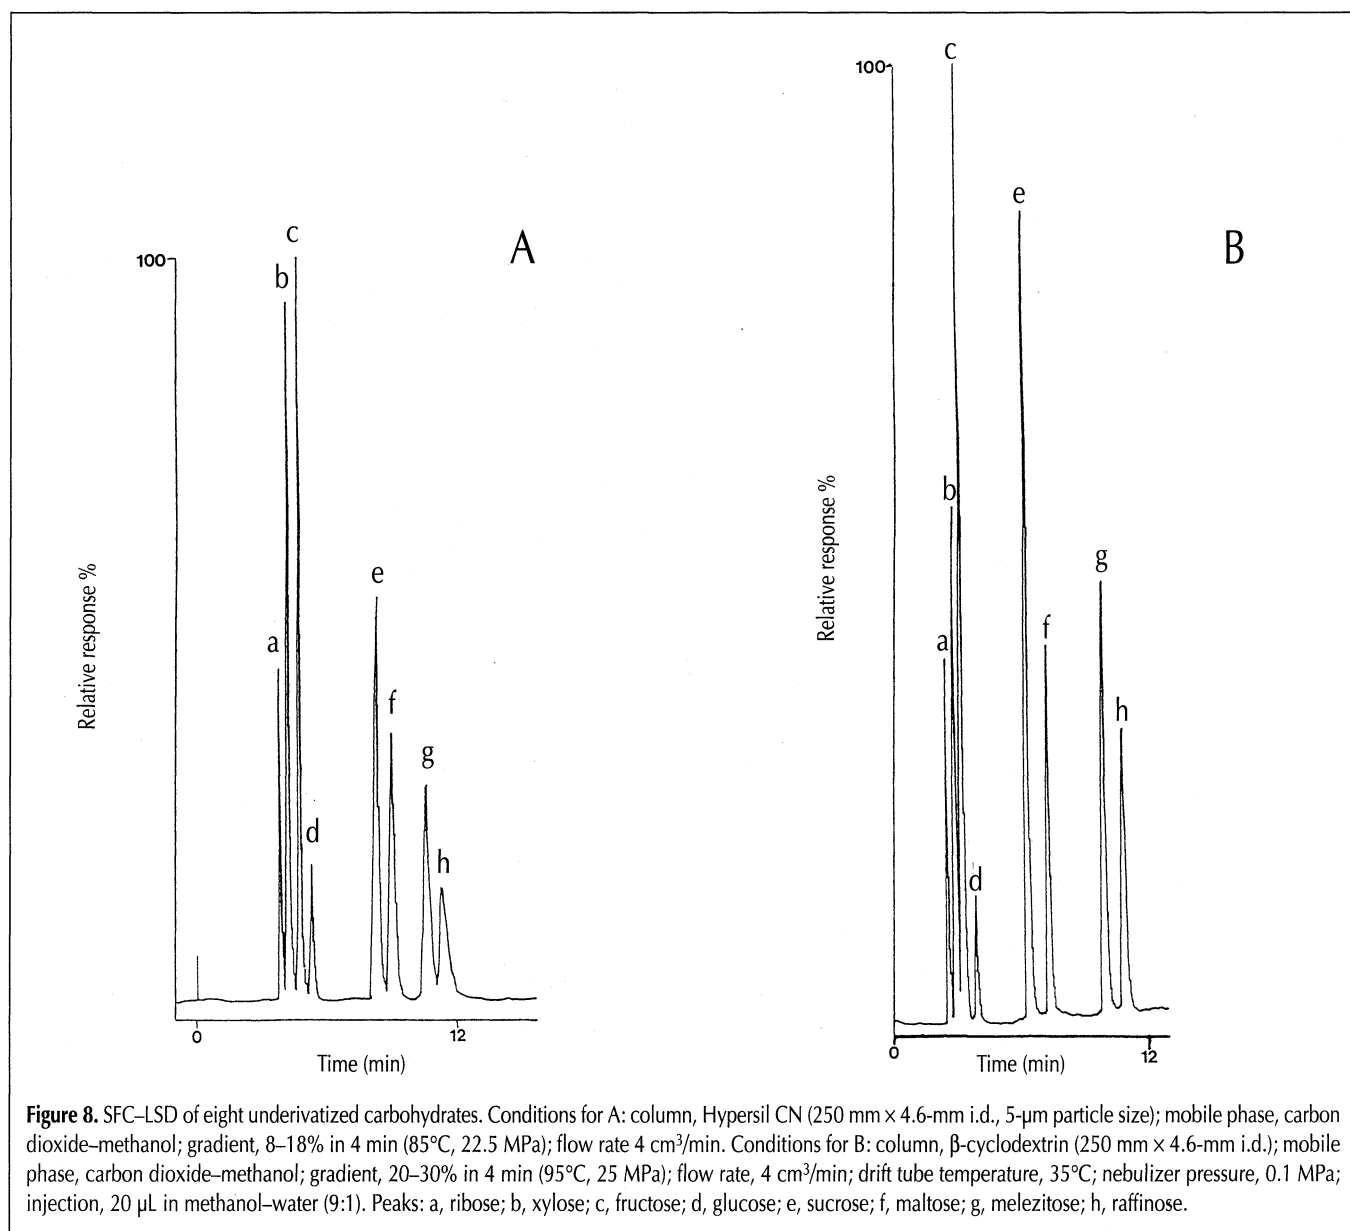 A
100
c
b
a
d
e
f
g
h
Relative response %
0
12
Time (min)
B
100
c
e
b
a
d
f
g
h
Relative response %
0
12
Time (min)
Figure 8. SFC–LSD of eight underivatized carbohydrates. Conditions for A: column, Hypersil CN (250 mm × 4.6-mm i.d., 5-µm particle size); mobile phase, carbon
dioxide–methanol; gradient, 8–18% in 4 min (85°C, 22.5 MPa); flow rate 4 cm³/min. Conditions for B: column, β-cyclodextrin (250 mm × 4.6-mm i.d.); mobile
phase, carbon dioxide–methanol; gradient, 20–30% in 4 min (95°C, 25 MPa); flow rate, 4 cm³/min; drift tube temperature, 35°C; nebulizer pressure, 0.1 MPa;
injection, 20 µL in methanol–water (9:1). Peaks: a, ribose; b, xylose; c, fructose; d, glucose; e, sucrose; f, maltose; g, melezitose; h, raffinose.